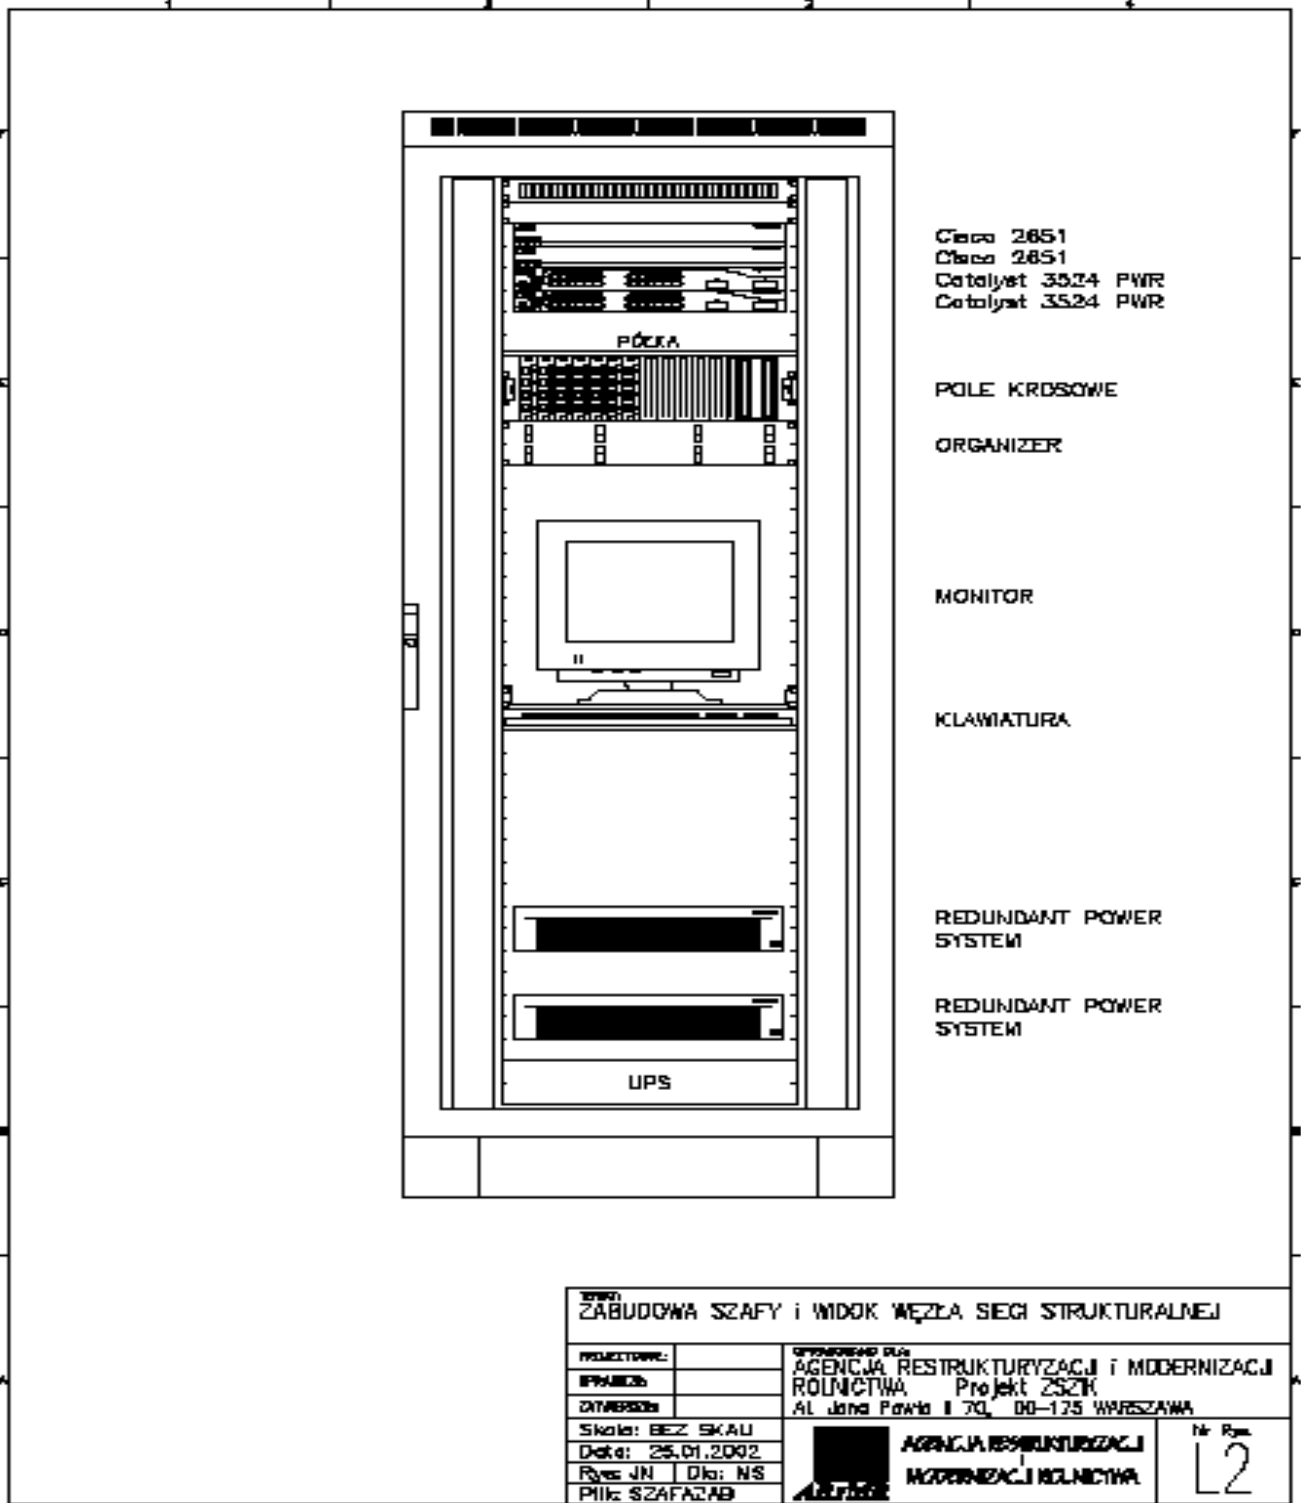 Cisco 2651
Cisco 2651
Catalyst 3524 PWR
Catalyst 3524 PWR
PÓŁKA
POLE KROSOWE
ORGANIZER
MONITOR
KLAWIATURA
REDUNDANT POWER
SYSTEM
REDUNDANT POWER
SYSTEM
UPS
ZABUDOWA SZAFY i WIDOK WĘZŁA SIECI STRUKTURALNEJ
AGENCJA RESTRUKTURYZACJI i MODERNIZACJI
ROLNICTWA Projekt ZSZIK
Al. Jana Pawła II 70, 00-175 WARSZAWA
Skala: BEZ SKALI
Data: 25.01.2002
Rys: JN Dla: NS
Plik: SZAFAZAB
AGENCJA RESTRUKTURYZACJI
i
MODERNIZACJI ROLNICTWA
Nr Rys.
L2